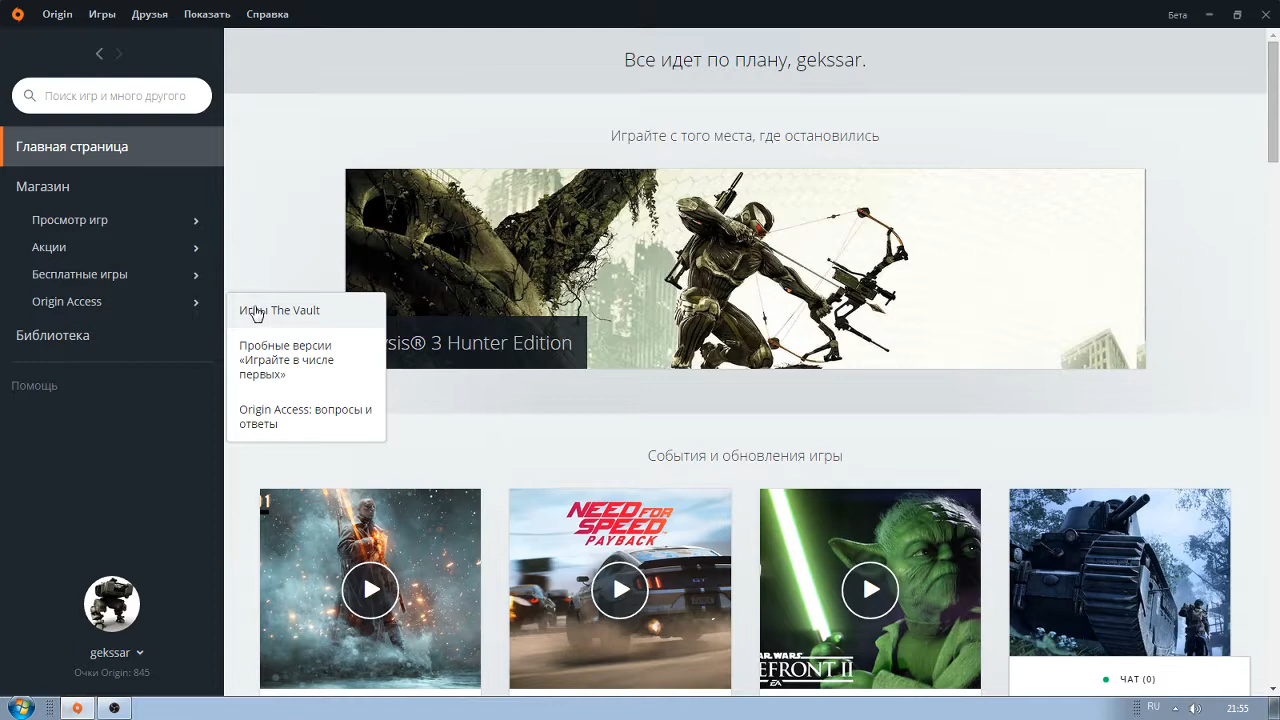 Origin Игры Друзья Показать Справка
Бета
Поиск игр и много другого
Главная страница
Магазин
Просмотр игр
Акции
Бесплатные игры
Origin Access
Библиотека
Помощь
gekssar
Очки Origin: 845
Игры The Vault
Пробные версии
«Играйте в числе
первых»
Origin Access: вопросы и
ответы
Все идет по плану, gekssar.
Играйте с того места, где остановились
ysis® 3 Hunter Edition
События и обновления игры
NEED FOR
SPEED
PAYBACK
STAR WARS
EFRONT II
EA
ЧАТ (0)
RU
21:55